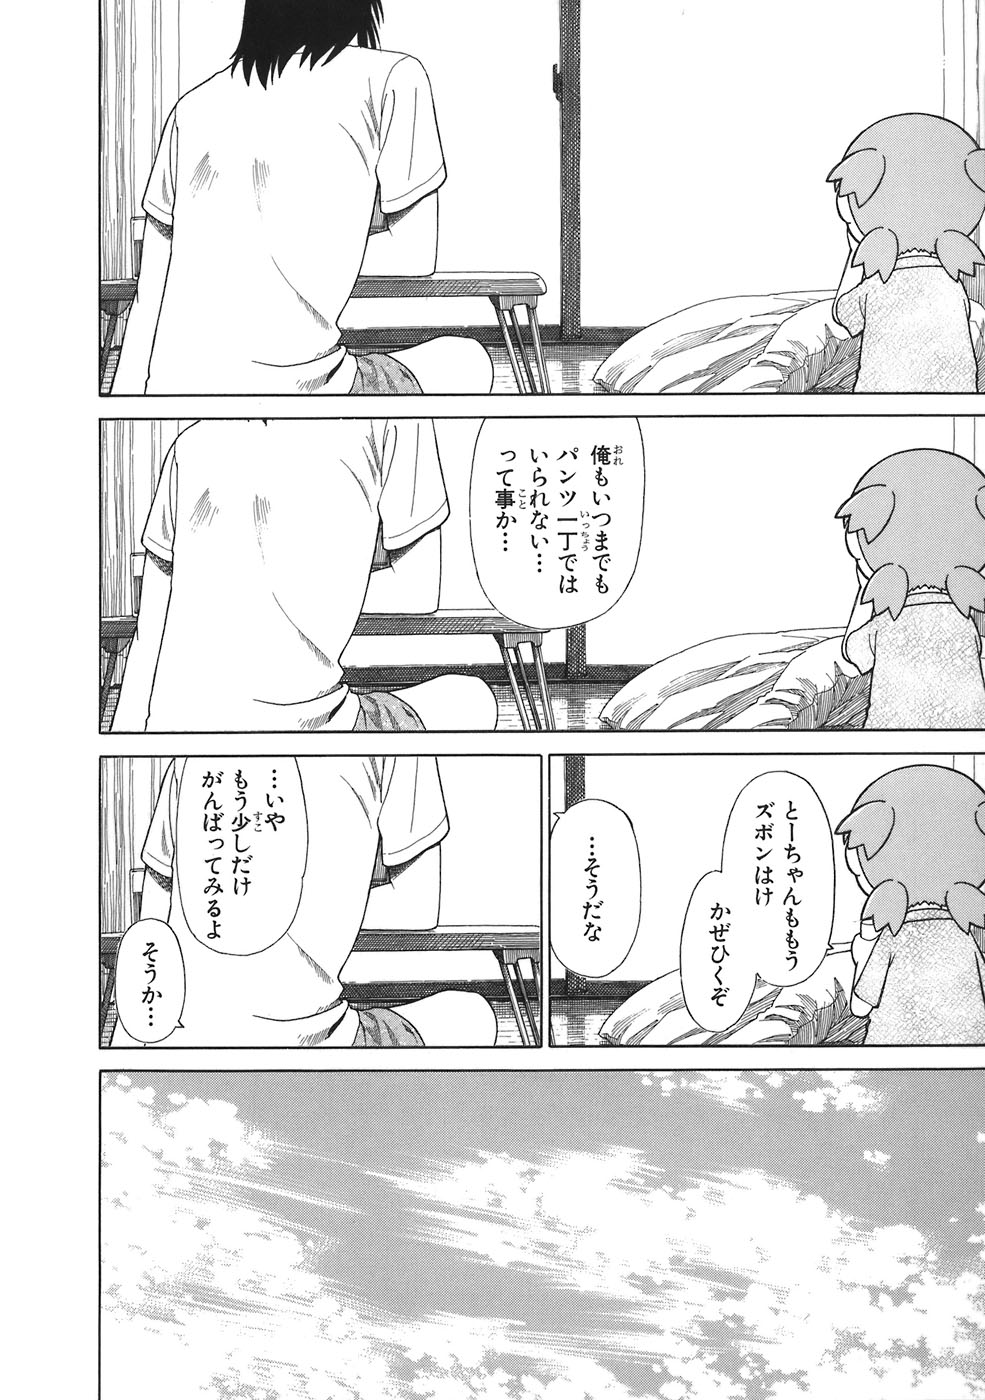 俺もいつまでも
パンツ一丁では
いられない…
って事か…
とーちゃんももう
ズボンはけ
かぜひくぞ
…そうだな
…いや
もう少しだけ
がんばってみるよ
そうか…